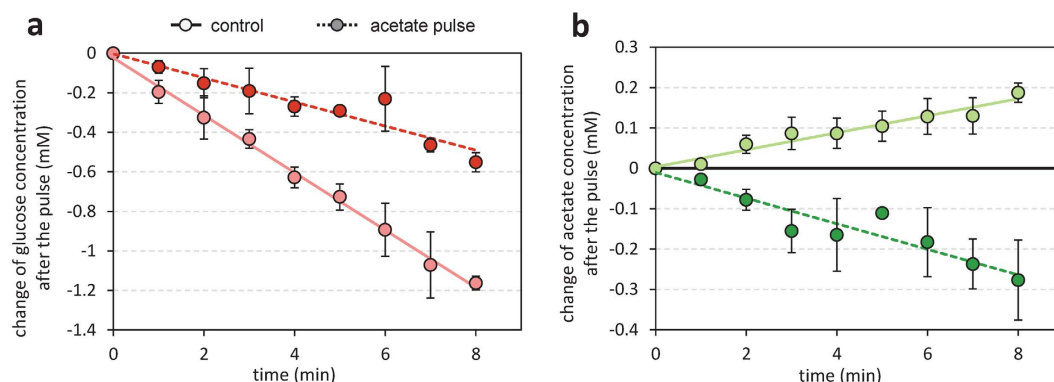 a
control
acetate pulse
change of glucose concentration
after the pulse (mM)
0
-0.2
-0.4
-0.6
-0.8
-1
-1.2
-1.4
0
2
4
6
8
time (min)
b
change of acetate concentration
after the pulse (mM)
0.3
0.2
0.1
0
-0.1
-0.2
-0.3
-0.4
0
2
4
6
8
time (min)